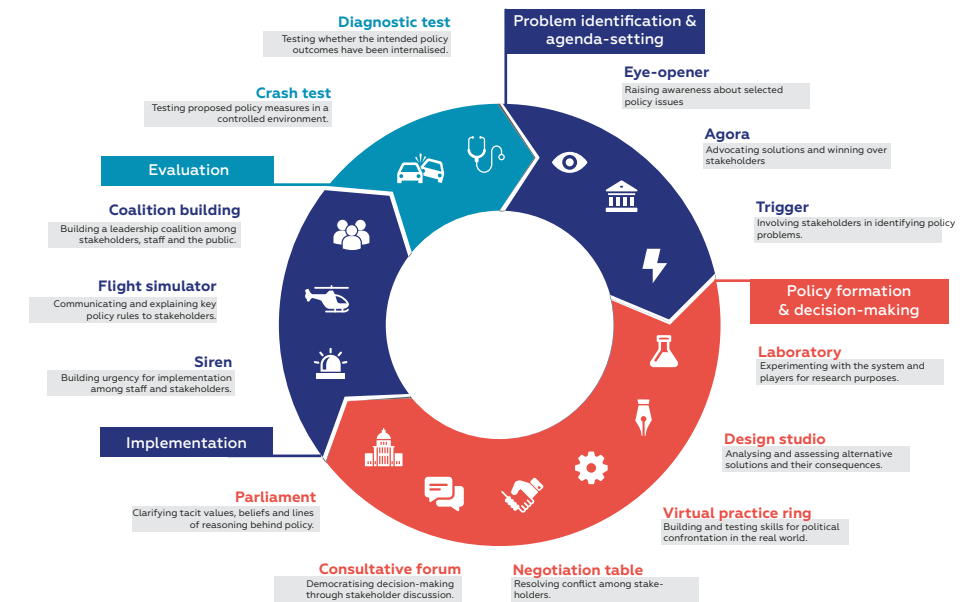 Problem identification &
agenda-setting
Eye-opener
Raising awareness about selected
policy issues
Agora
Advocating solutions and winning over
stakeholders
Trigger
Involving stakeholders in identifying policy
problems.
Policy formation
& decision-making
Laboratory
Experimenting with the system and
players for research purposes.
Design studio
Analysing and assessing alternative
solutions and their consequences.
Virtual practice ring
Building and testing skills for political
confrontation in the real world.
Negotiation table
Resolving conflict among stake-
holders.
Consultative forum
Democratising decision-making
through stakeholder discussion.
Parliament
Clarifying tacit values, beliefs and lines
of reasoning behind policy.
Implementation
Siren
Building urgency for implementation
among staff and stakeholders.
Flight simulator
Communicating and explaining key
policy rules to stakeholders.
Coalition building
Building a leadership coalition among
stakeholders, staff and the public.
Evaluation
Crash test
Testing proposed policy measures in a
controlled environment.
Diagnostic test
Testing whether the intended policy
outcomes have been internalised.